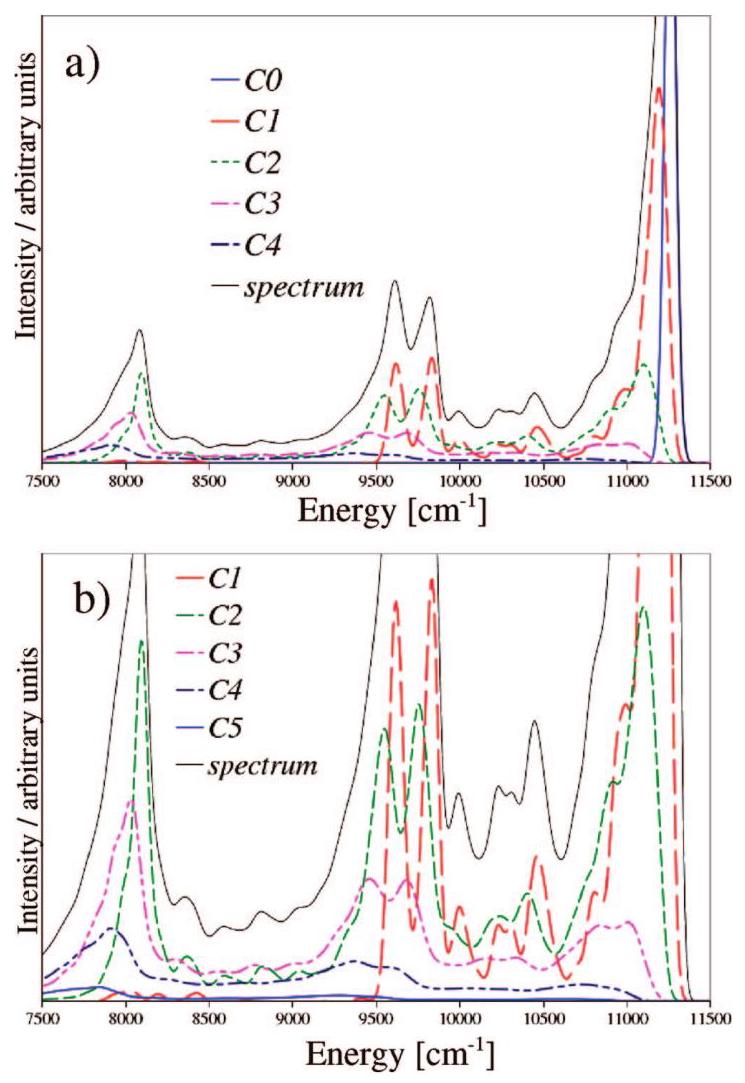 a)
C0
C1
C2
C3
C4
spectrum
Intensity / arbitrary units
7500 8000 8500 9000 9500 10000 10500 11000 11500
Energy [cm-1]
b)
C1
C2
C3
C4
C5
spectrum
Intensity / arbitrary units
7500 8000 8500 9000 9500 10000 10500 11000 11500
Energy [cm-1]